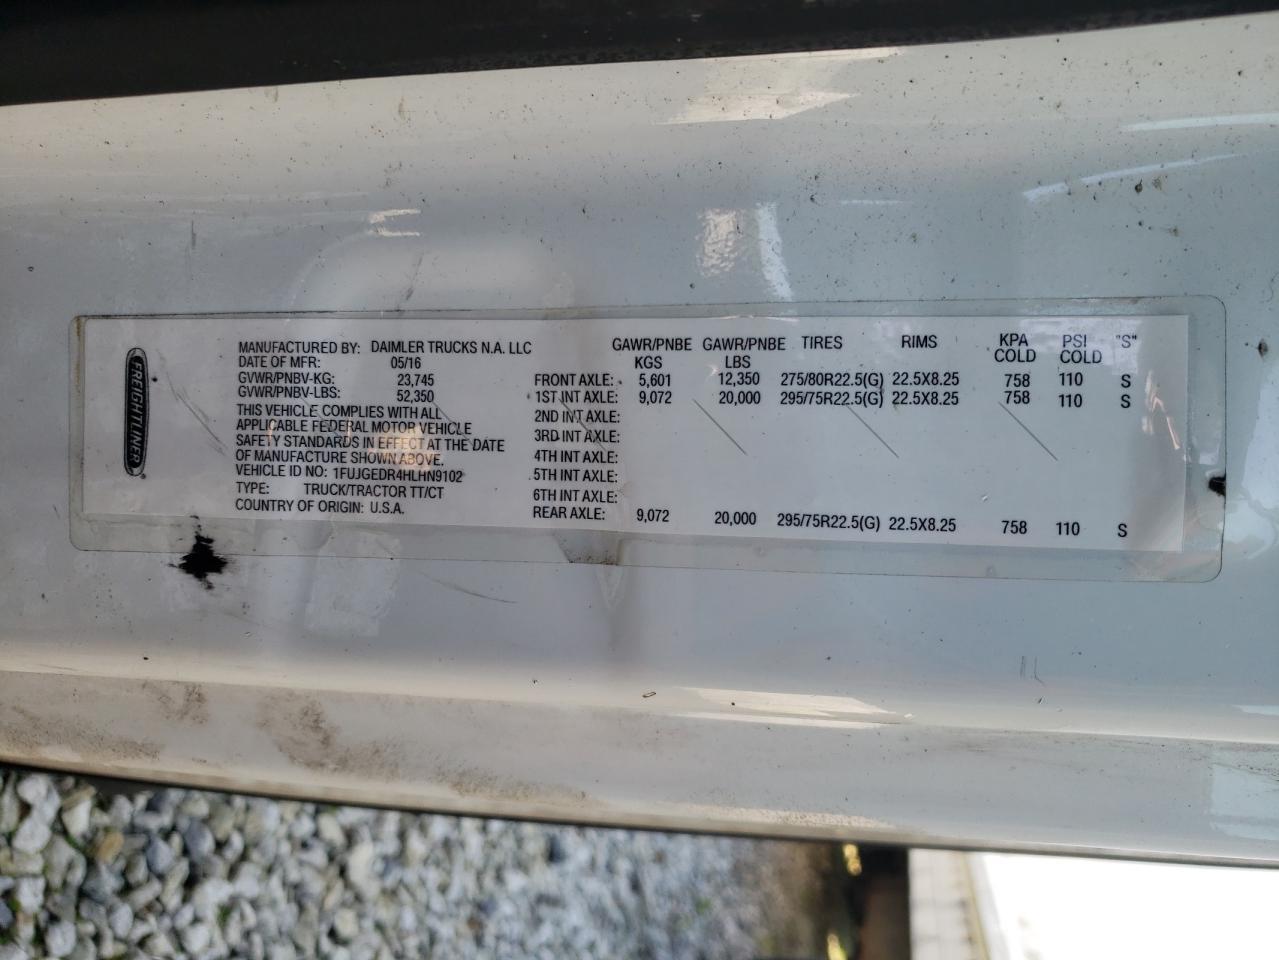 FREIGHTLINER
MANUFACTURED BY: DAIMLER TRUCKS N.A. LLC
DATE OF MFR: 05/16
GVWR/PNBV-KG: 23,745
GVWR/PNBV-LBS: 52,350
THIS VEHICLE COMPLIES WITH ALL
APPLICABLE FEDERAL MOTOR VEHICLE
SAFETY STANDARDS IN EFFECT AT THE DATE
OF MANUFACTURE SHOWN ABOVE.
VEHICLE ID NO: 1FUJGEDR4HLHN9102
TYPE: TRUCK/TRACTOR TT/CT
COUNTRY OF ORIGIN: U.S.A.
GAWR/PNBE GAWR/PNBE TIRES RIMS KPA PSI "S"
KGS LBS COLD COLD
FRONT AXLE: 5,601 12,350 275/80R22.5(G) 22.5X8.25 758 110 S
1ST INT AXLE: 9,072 20,000 295/75R22.5(G) 22.5X8.25 758 110 S
2ND INT AXLE:
3RD INT AXLE:
4TH INT AXLE:
5TH INT AXLE:
6TH INT AXLE:
REAR AXLE: 9,072 20,000 295/75R22.5(G) 22.5X8.25 758 110 S